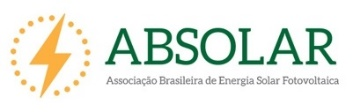 ABSOLAR
Associação Brasileira de Energia Solar Fotovoltaica